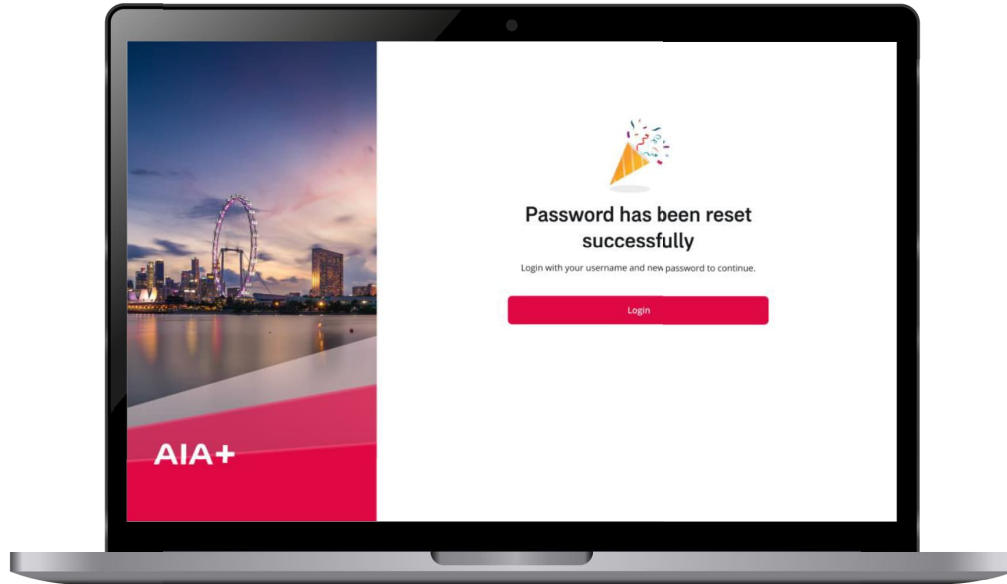 Password has been reset
successfully
Login with your username and new password to continue.
Login
AIA+